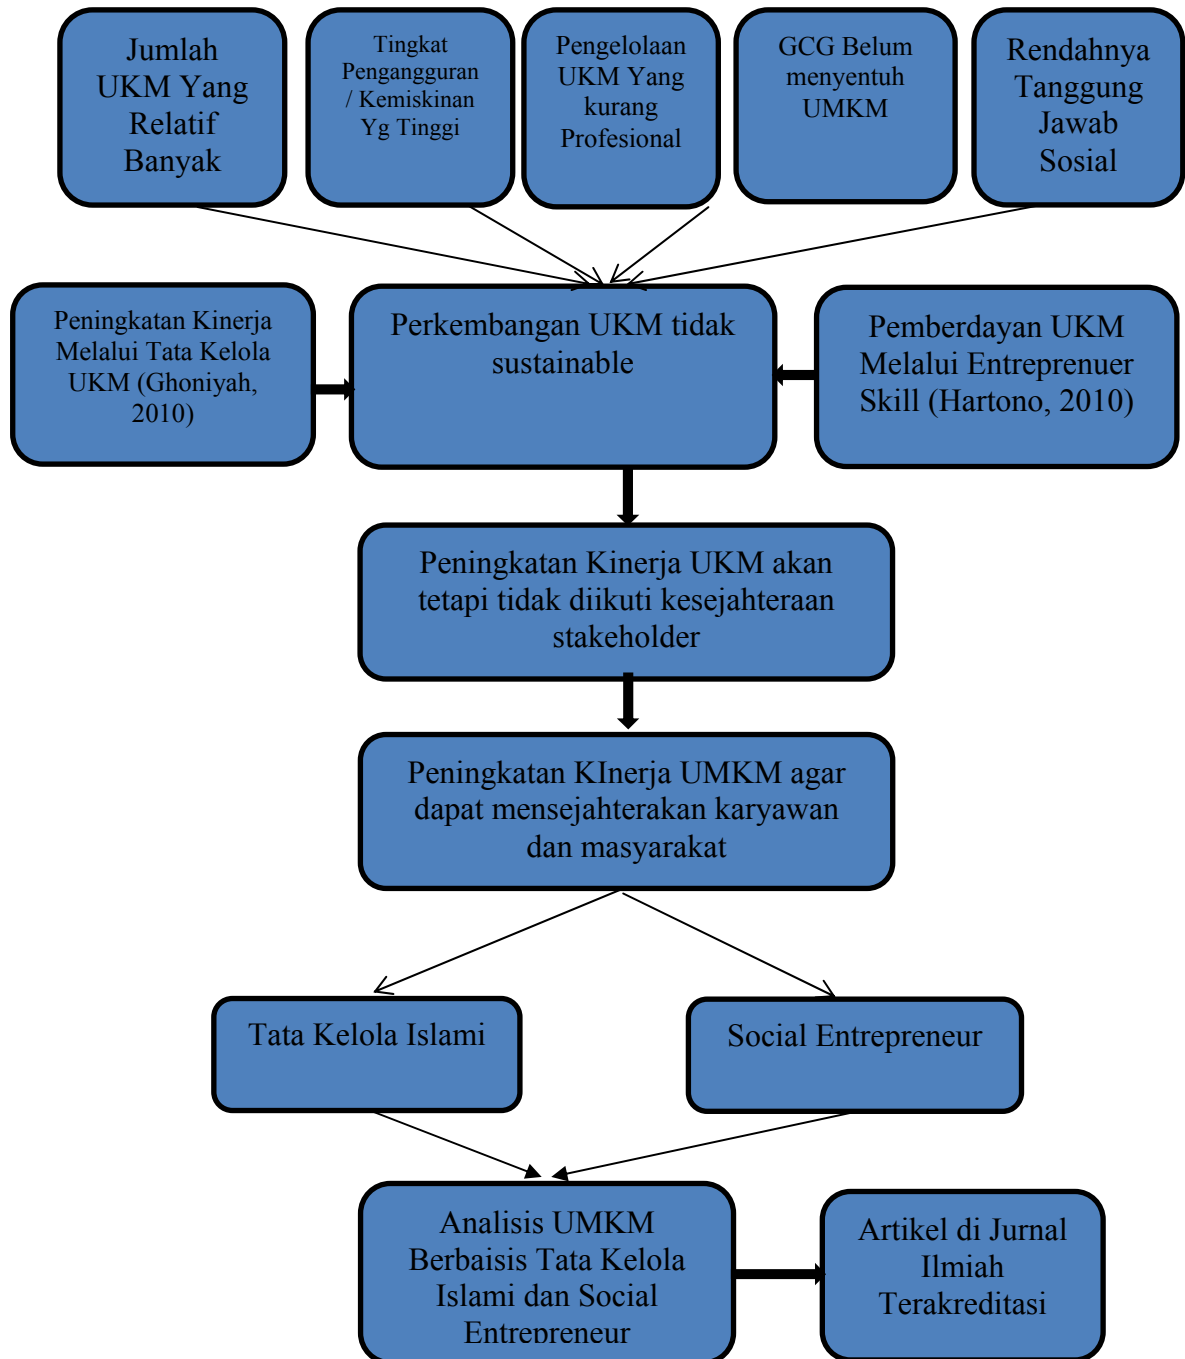 Jumlah
UKM Yang
Relatif
Banyak
Tingkat
Pengangguran
/ Kemiskinan
Yg Tinggi
Pengelolaan
UKM Yang
kurang
Profesional
GCG Belum
menyentuh
UMKM
Rendahnya
Tanggung
Jawab
Sosial
Peningkatan Kinerja
Melalui Tata Kelola
UKM (Ghoniyah,
2010)
Perkembangan UKM tidak
sustainable
Pemberdayan UKM
Melalui Entreprenuer
Skill (Hartono, 2010)
Peningkatan Kinerja UKM akan
tetapi tidak diikuti kesejahteraan
stakeholder
Peningkatan KInerja UMKM agar
dapat mensejahterakan karyawan
dan masyarakat
Tata Kelola Islami
Social Entrepreneur
Analisis UMKM
Berbaisis Tata Kelola
Islami dan Social
Entrepreneur
Artikel di Jurnal
Ilmiah
Terakreditasi